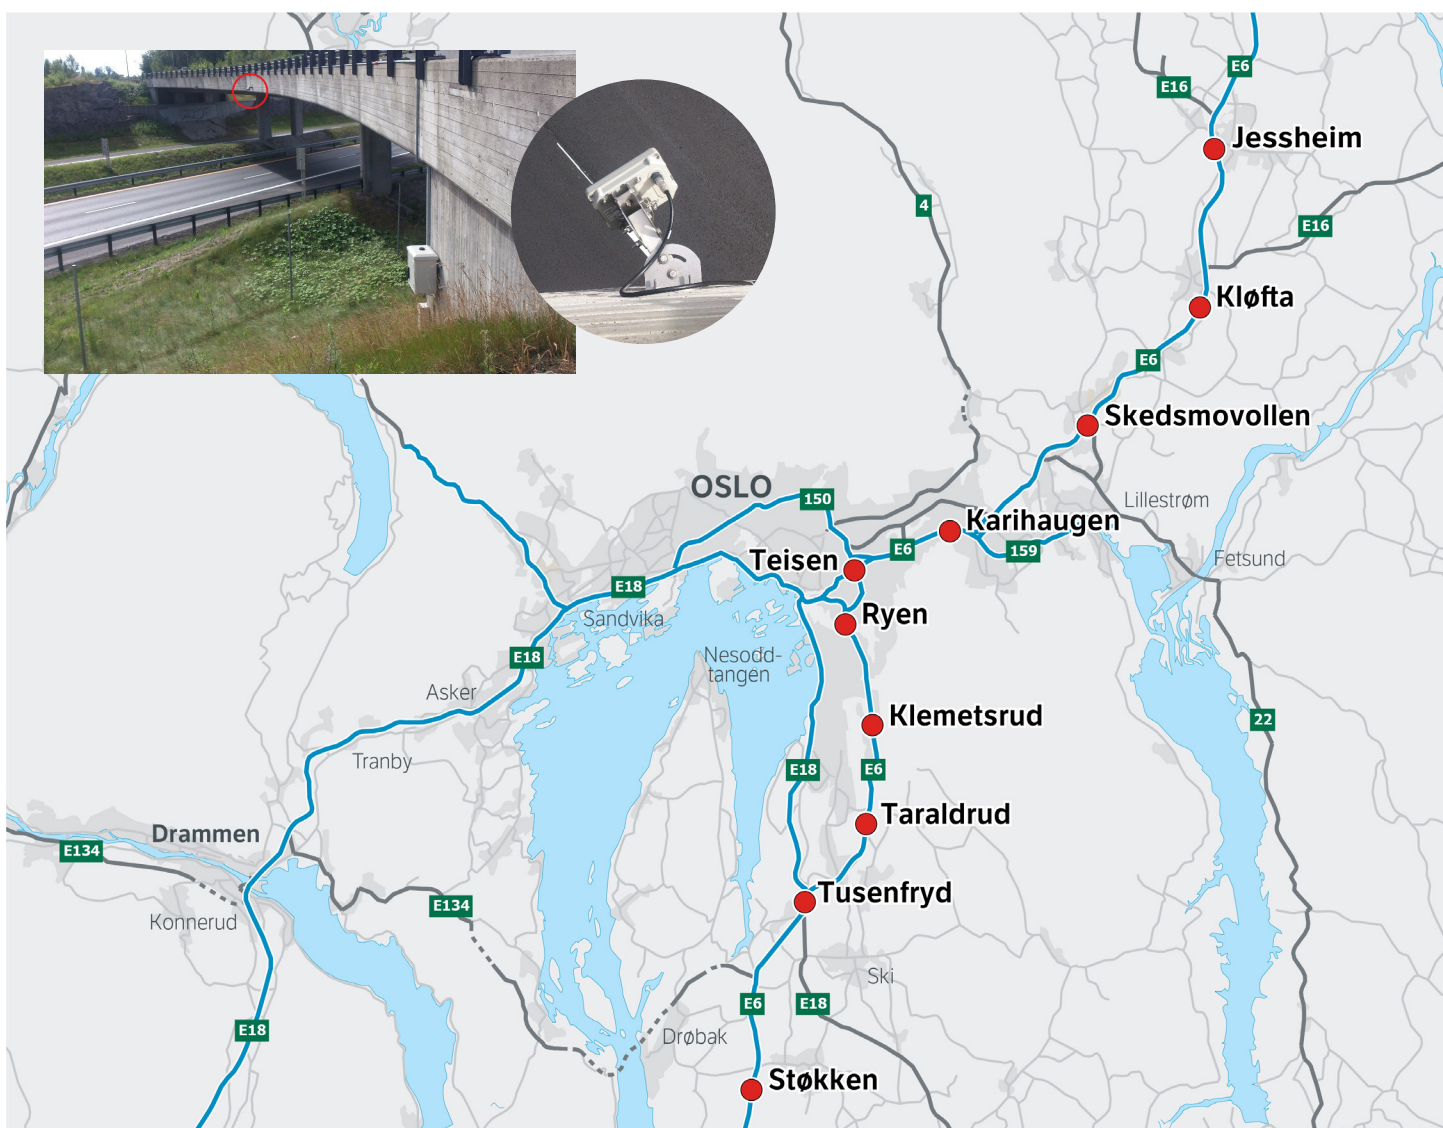 E6
E16
Jessheim
4
E16
Kløfta
E6
Skedsmovollen
OSLO
150
Lillestrøm
Karihaugen
E6
159
Teisen
Fetsund
E18
Sandvika
Ryen
E18
Nesodd-
tangen
Asker
Klemetsrud
22
Tranby
E18
E6
Taraldrud
Drammen
E134
Tusenfryd
E134
Konnerud
Ski
E6
E18
E18
Drøbak
Støkken